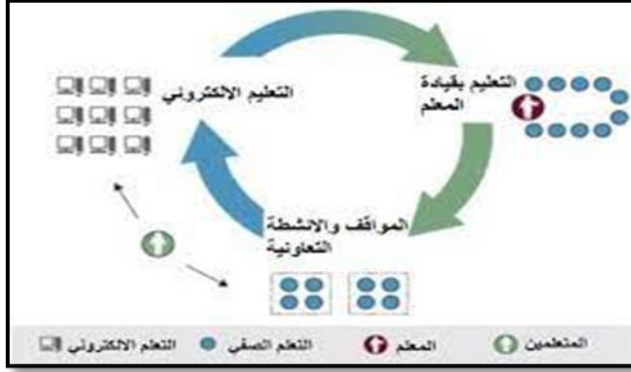 التعليم الالكتروني
التعليم بقيادة
المعلم
المواقف والانشطة
التعاونية
المتعلمين
المعلم
التعلم الصفي
التعلم الالكتروني